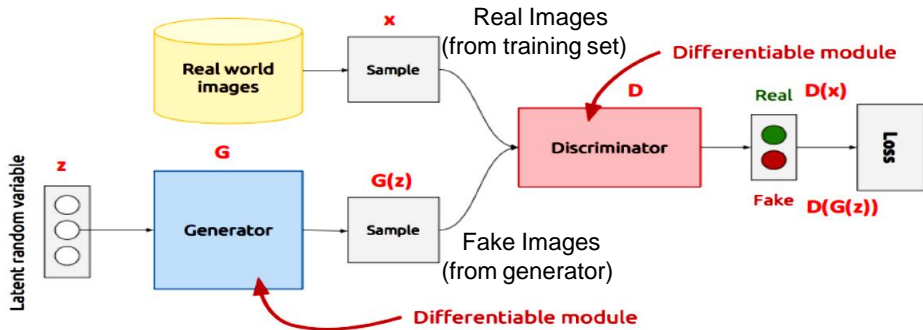 x
Real Images
(from training set)
Differentiable module
Real world
images
Sample
D
Real
D(x)
Discriminator
Loss
Fake
D(G(z))
Latent random variable
z
G
Generator
G(z)
Sample
Fake Images
(from generator)
Differentiable module